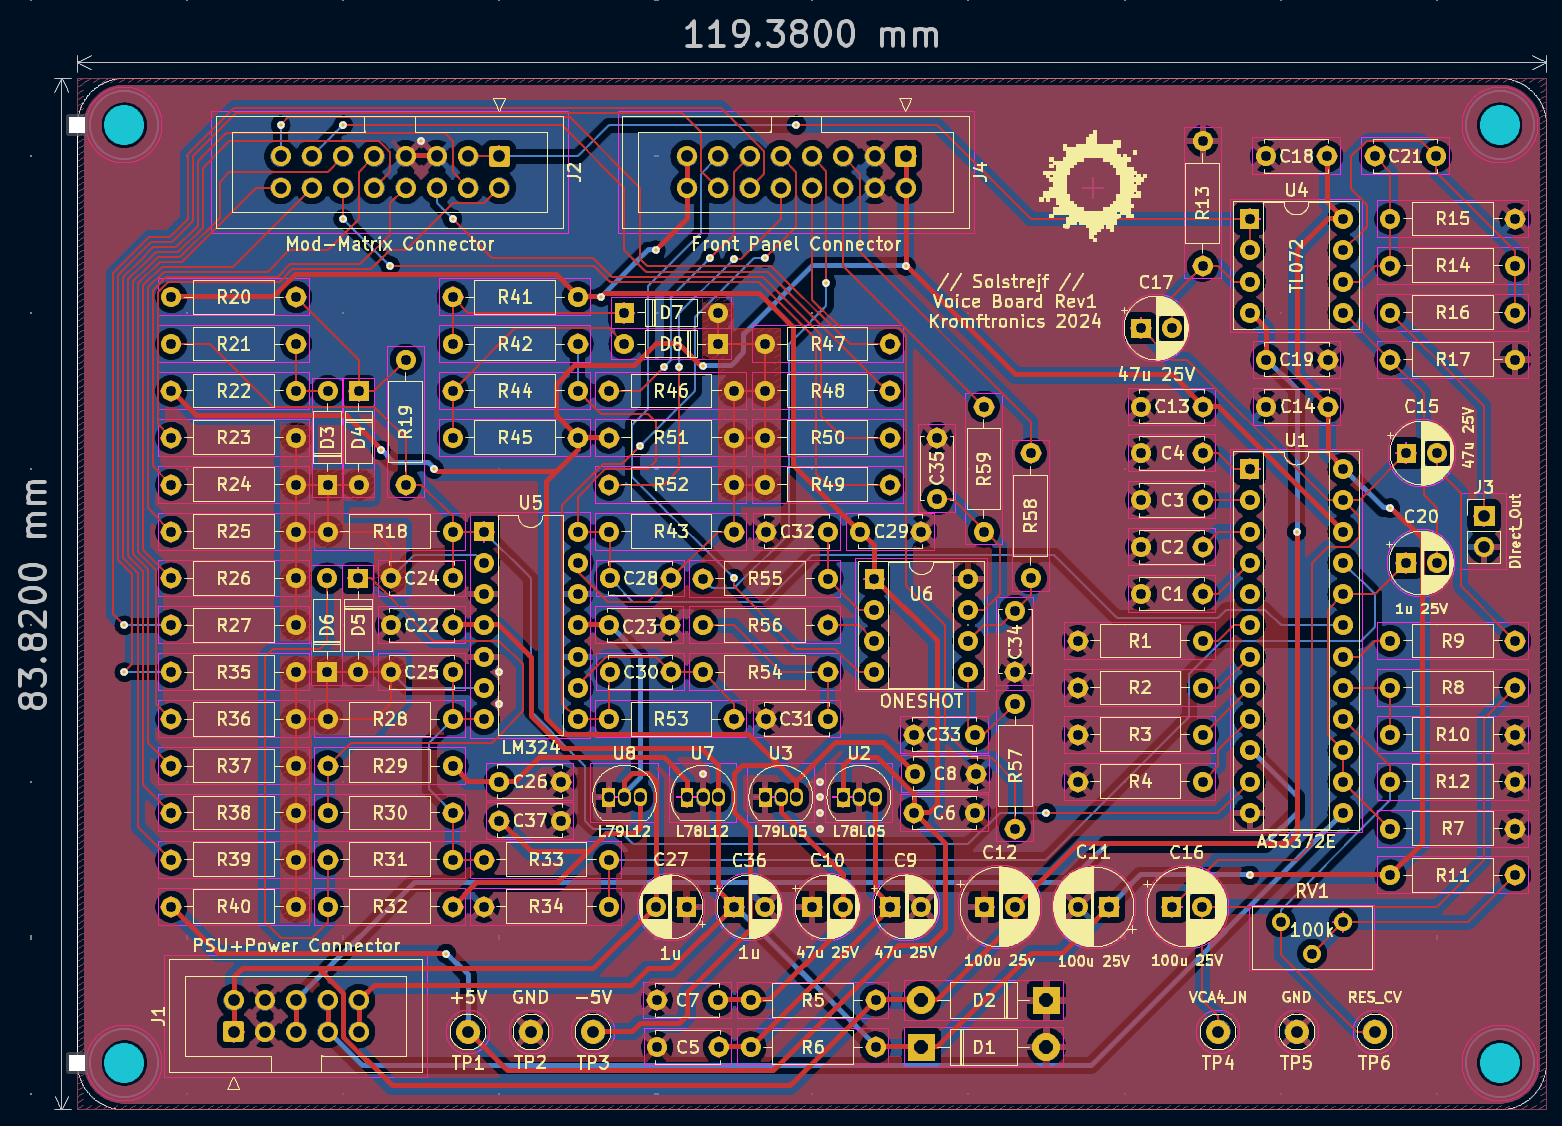 119.3800 mm
83.8200 mm
J2
J4
Mod-Matrix Connector
Front Panel Connector
// Solstrejf //
Voice Board Rev1
Kromftronics 2024
R13
C18
C21
U4
TL072
R15
R14
R16
R17
C17
47u 25V
C19
C13
C14
C15
47u 25V
U1
C4
C3
C2
C1
J3
Direct_Out
C20
1u 25V
R20
R21
R22
R23
R24
R25
R26
R27
R35
R36
R37
R38
R39
R40
D3
D4
R19
R18
C24
D6
D5
C22
C25
R28
R29
R30
R31
R32
R41
R42
R44
R45
D7
D8
R47
R46
R48
R51
R50
R52
R49
R43
C32
C29
C35
R59
R58
U5
LM324
C28
R55
C23
R56
C30
R54
R53
C31
U6
ONESHOT
C34
C33
C8
C6
R57
R1
R2
R3
R4
AS3372E
R9
R8
R10
R12
R7
R11
RV1
100k
C26
C37
R33
R34
U8
U7
U3
U2
L79L12
L78L12
L79L05
L78L05
C27
C36
C10
C9
C12
C11
C16
1u
1u
47u 25V
47u 25V
100u 25V
100u 25V
100u 25V
PSU+Power Connector
J1
+5V
GND
-5V
TP1
TP2
TP3
C7
R5
D2
C5
R6
D1
VCA4_IN
GND
RES_CV
TP4
TP5
TP6